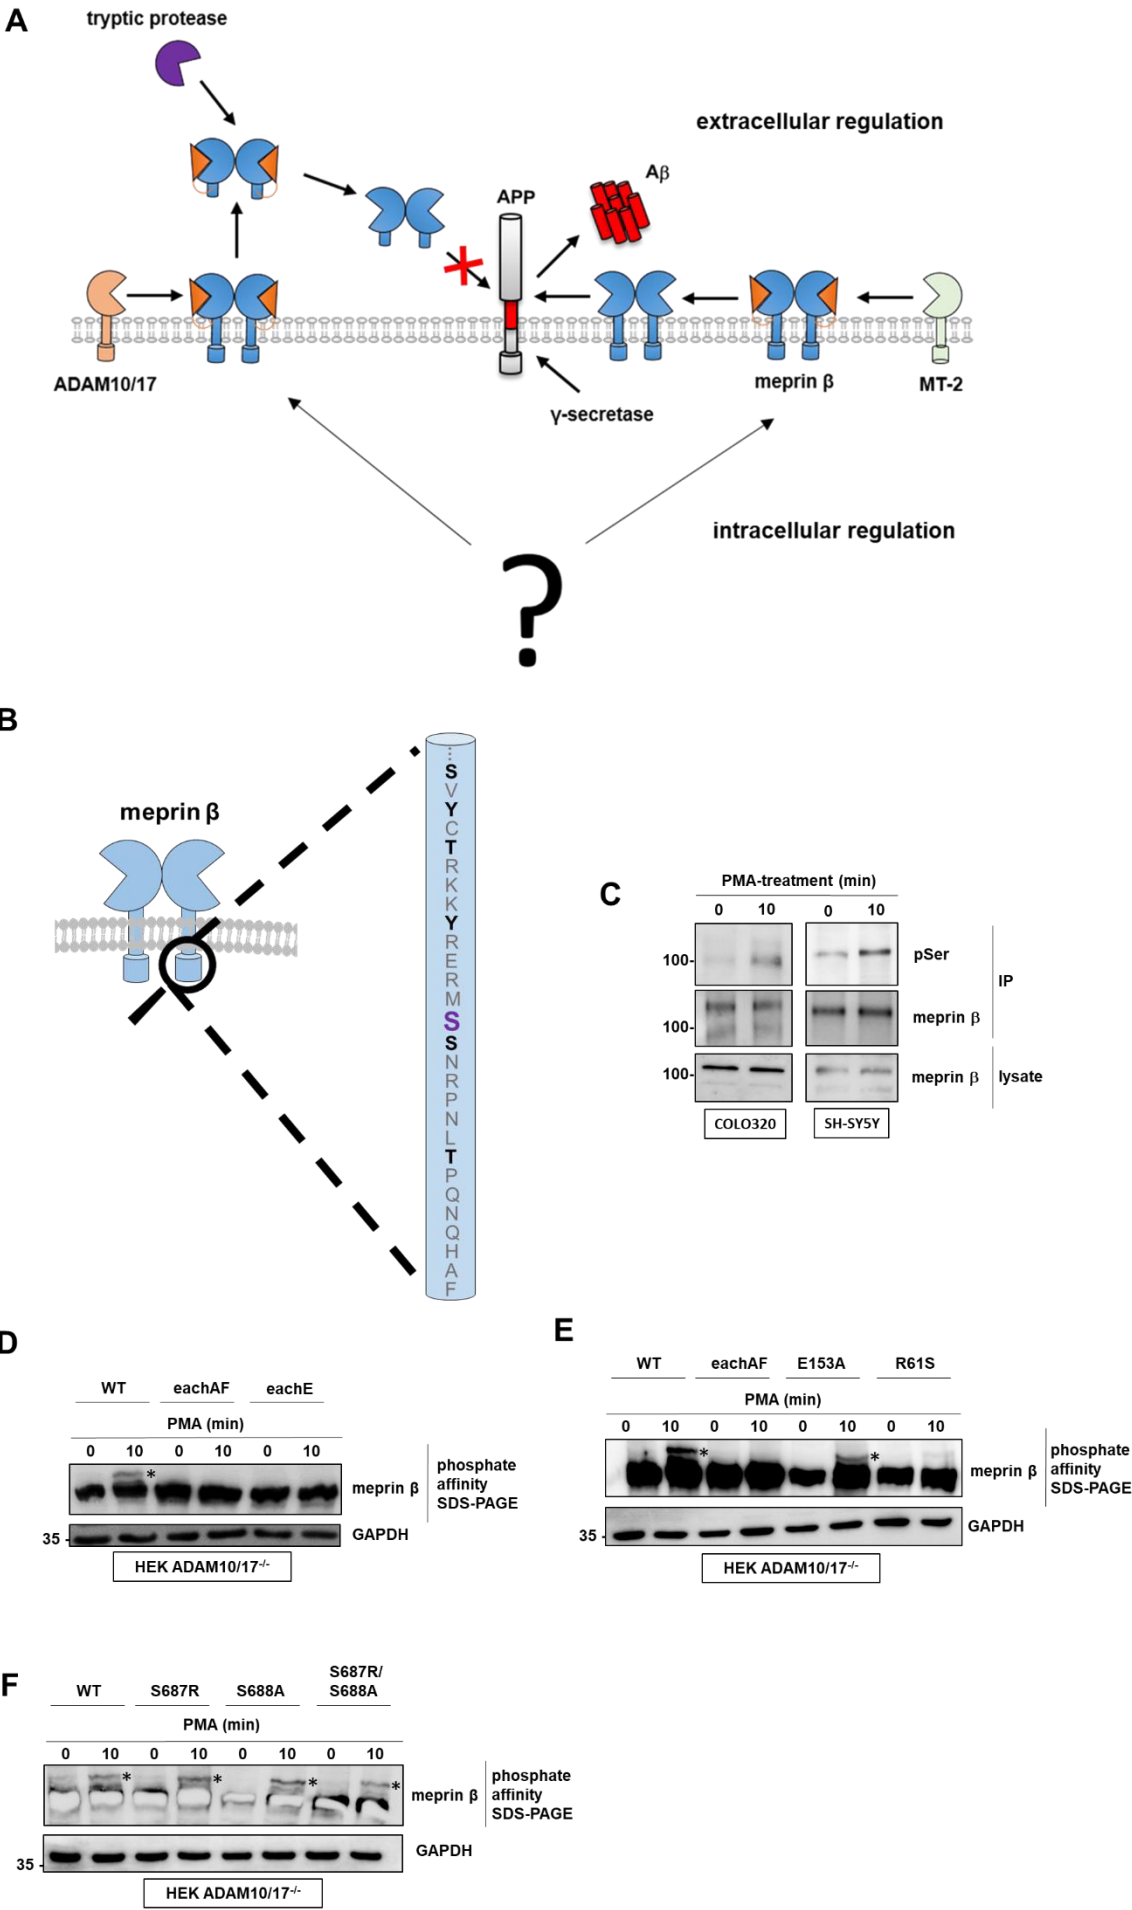 A
tryptic protease
extracellular regulation
Aβ
APP
ADAM10/17
meprin β
MT-2
γ-secretase
intracellular regulation
?
B
meprin β
S
V
Y
C
T
R
K
K
Y
R
E
R
M
S
S
N
R
P
N
L
T
P
Q
N
Q
H
A
F
C
PMA-treatment (min)
0 10 0 10
100-
pSer
IP
100-
meprin β
100-
meprin β
lysate
COLO320
SH-SY5Y
D
WT eachAF eachE
PMA (min)
0 10 0 10 0 10
*
meprin β
phosphate
affinity
SDS-PAGE
35 -
GAPDH
HEK ADAM10/17-/-
E
WT eachAF E153A R61S
PMA (min)
0 10 0 10 0 10 0 10
* *
meprin β
phosphate
affinity
SDS-PAGE
35 -
GAPDH
HEK ADAM10/17-/-
F
WT S687R S688A S687R/
S688A
PMA (min)
0 10 0 10 0 10 0 10
* * * *
meprin β
phosphate
affinity
SDS-PAGE
35 -
GAPDH
HEK ADAM10/17-/-